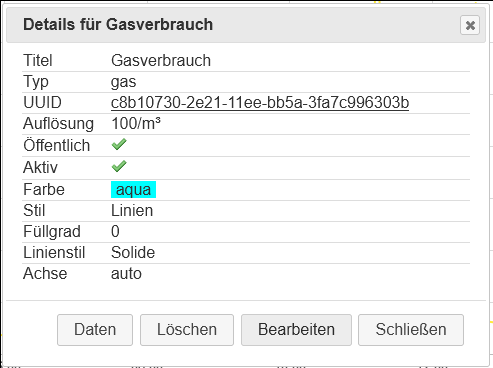 Details für Gasverbrauch
Titel Gasverbrauch
Typ gas
UUID c8b10730-2e21-11ee-bb5a-3fa7c996303b
Auflösung 100/m³
Öffentlich
Aktiv
Farbe aqua
Stil Linien
Füllgrad 0
Linienstil Solide
Achse auto
Daten Löschen Bearbeiten Schließen